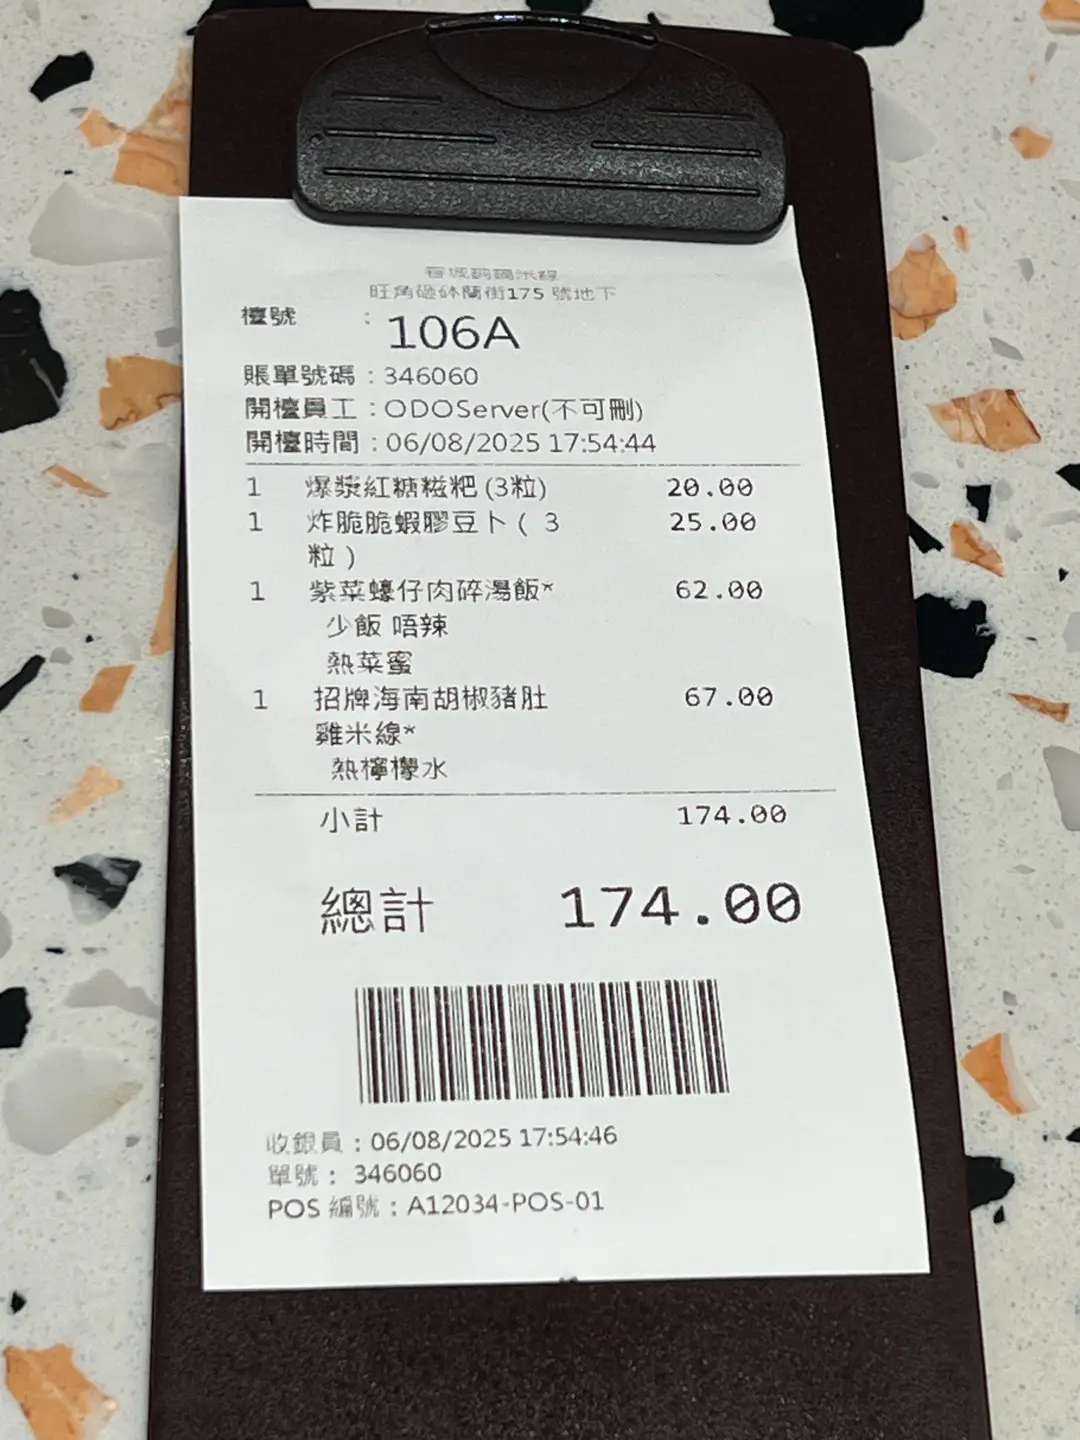 旺角砵蘭街175 號地下
檯號 : 106A
賬單號碼 : 346060
開檯員工 : ODOServer(不可刪)
開檯時間 : 06/08/2025 17:54:44
1 爆漿紅糖糍粑 (3粒) 20.00
1 炸脆脆蝦膠豆卜 ( 3 25.00
粒 )
1 紫菜蠔仔肉碎湯飯* 62.00
少飯 唔辣
熱菜蜜
1 招牌海南胡椒豬肚 67.00
雞米線*
熱檸檬水
小計 174.00
總計 174.00
收銀員 : 06/08/2025 17:54:46
單號 : 346060
POS 編號 : A12034-POS-01